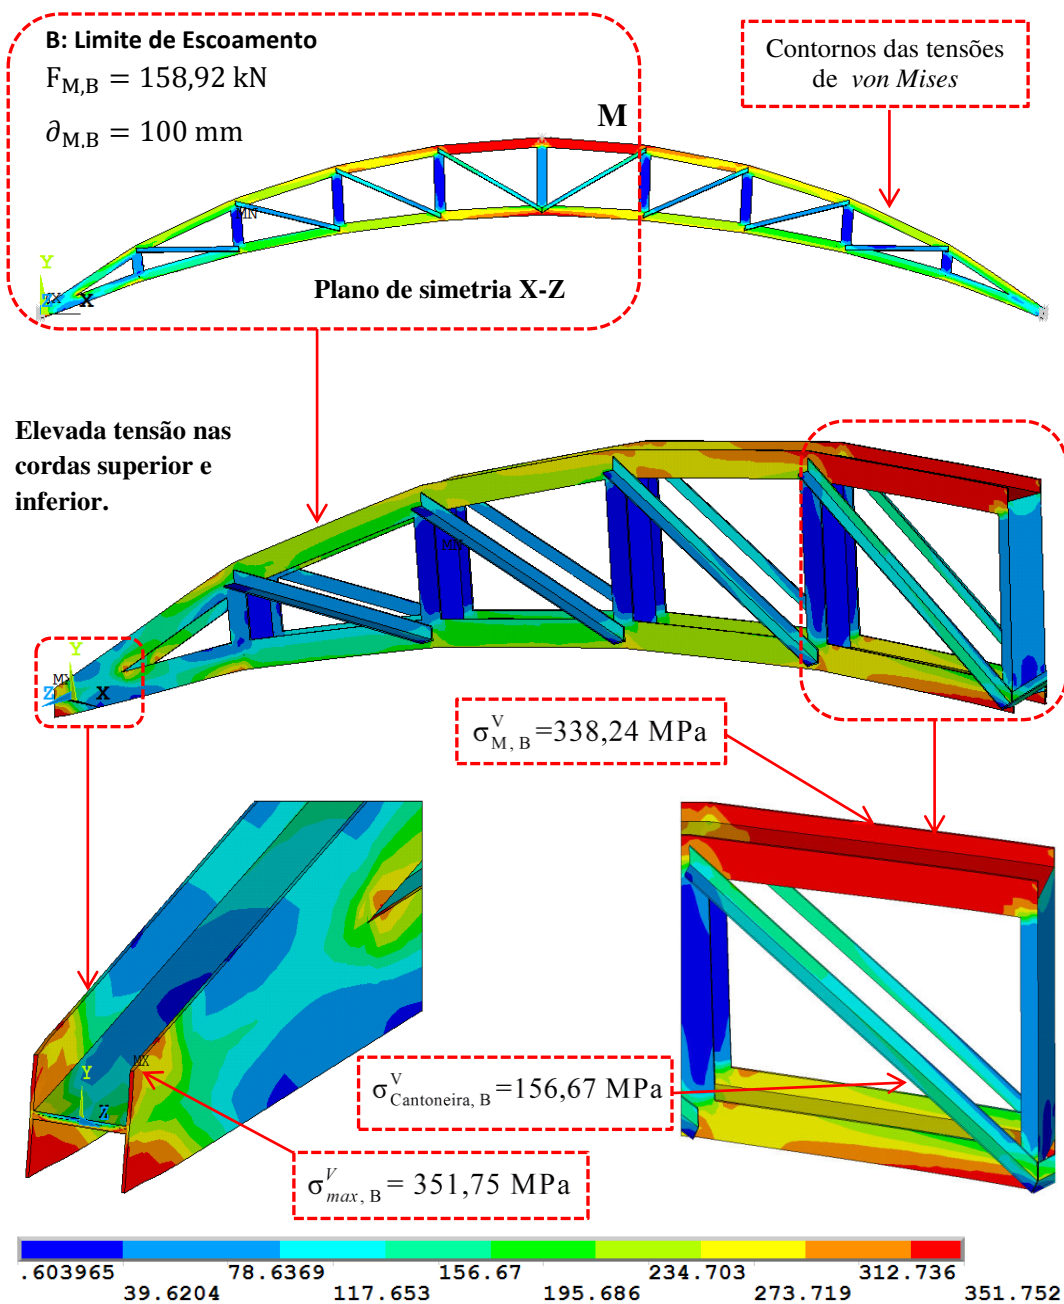 B: Limite de Escoamento
F_M,B = 158,92 kN
∂_M,B = 100 mm
Contornos das tensões
de von Mises
M
MN
Y
Z
X
X
Plano de simetria X-Z
Elevada tensão nas
cordas superior e
inferior.
MN
Y
MX
Z
X
σ^V_M, B =338,24 MPa
MX
Y
Z
σ^V_Cantoneira, B =156,67 MPa
σ^V_max, B = 351,75 MPa
.603965 78.6369 156.67 234.703 312.736
39.6204 117.653 195.686 273.719 351.752